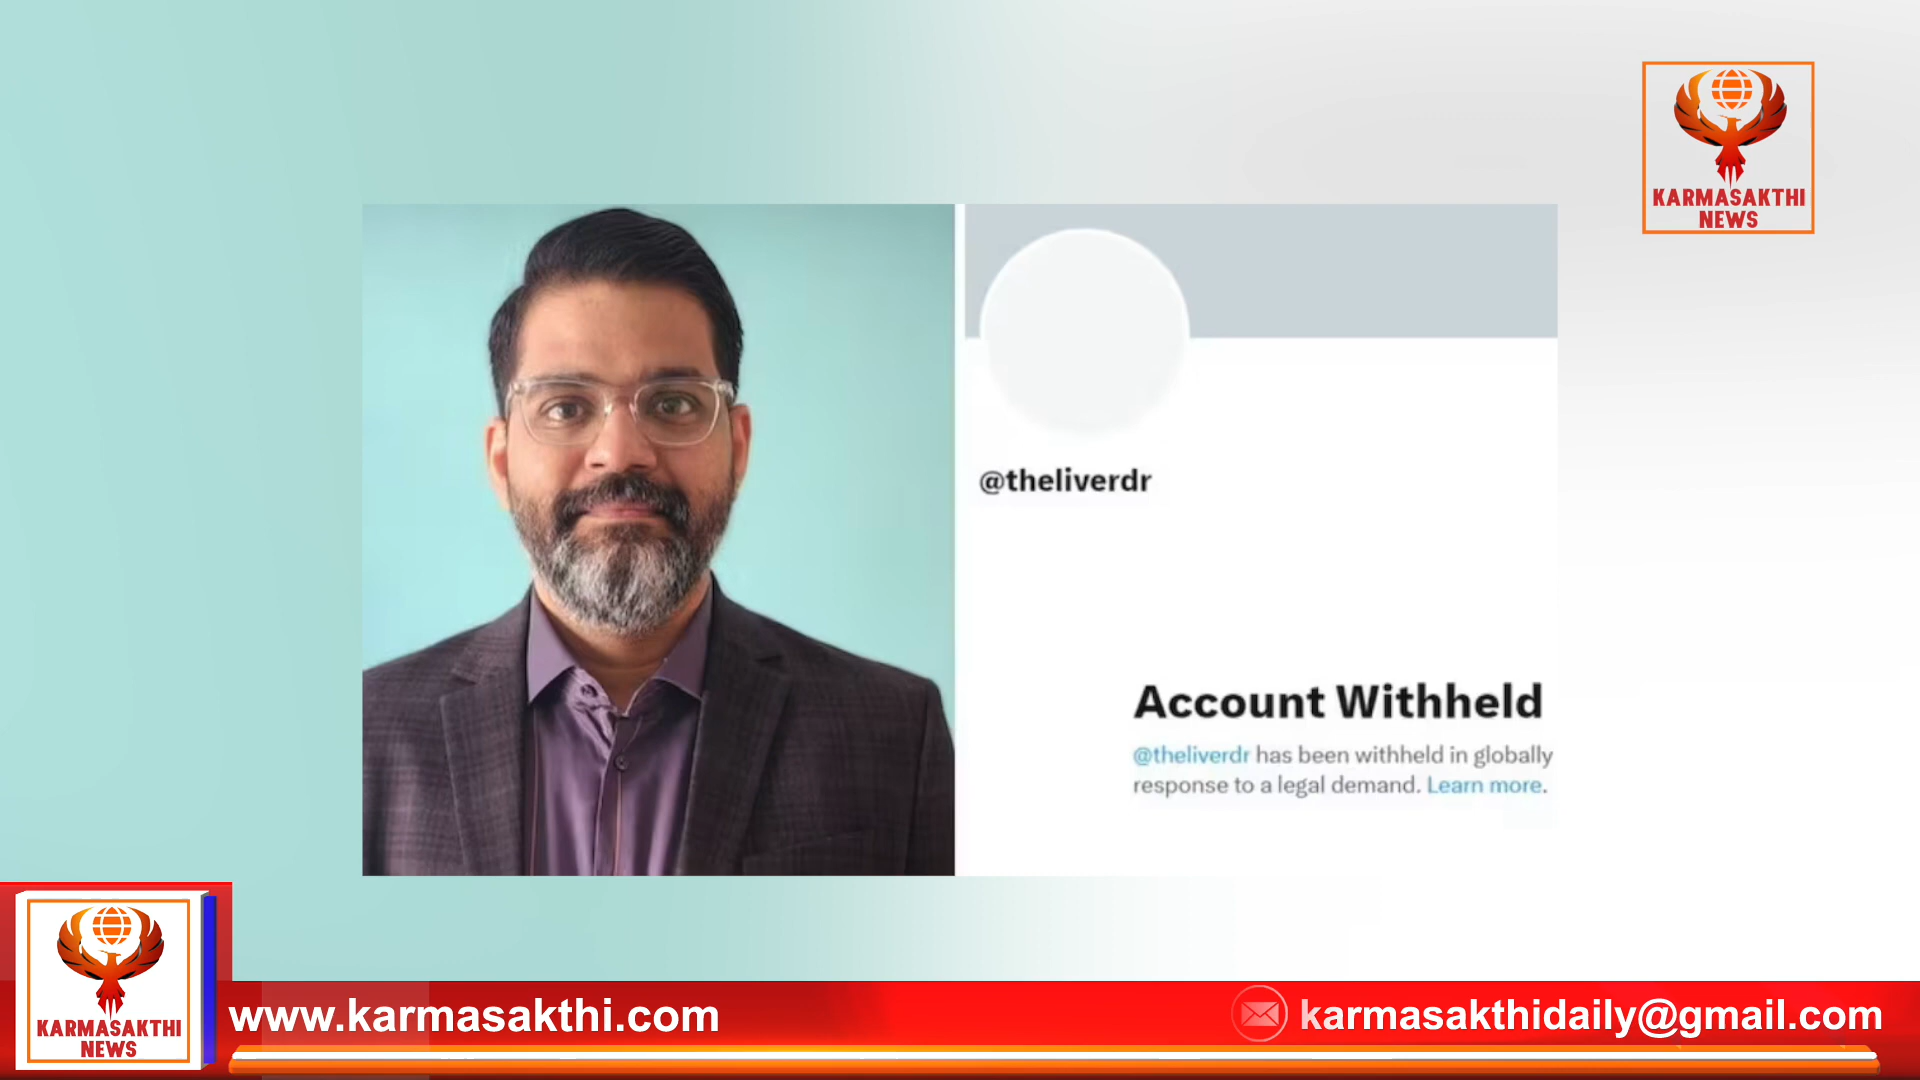 KARMASAKTHI
NEWS
@theliverdr
Account Withheld
@theliverdr has been withheld in globally
response to a legal demand. Learn more.
KARMASAKTHI
NEWS
www.karmasakthi.com
karmasakthidaily@gmail.com